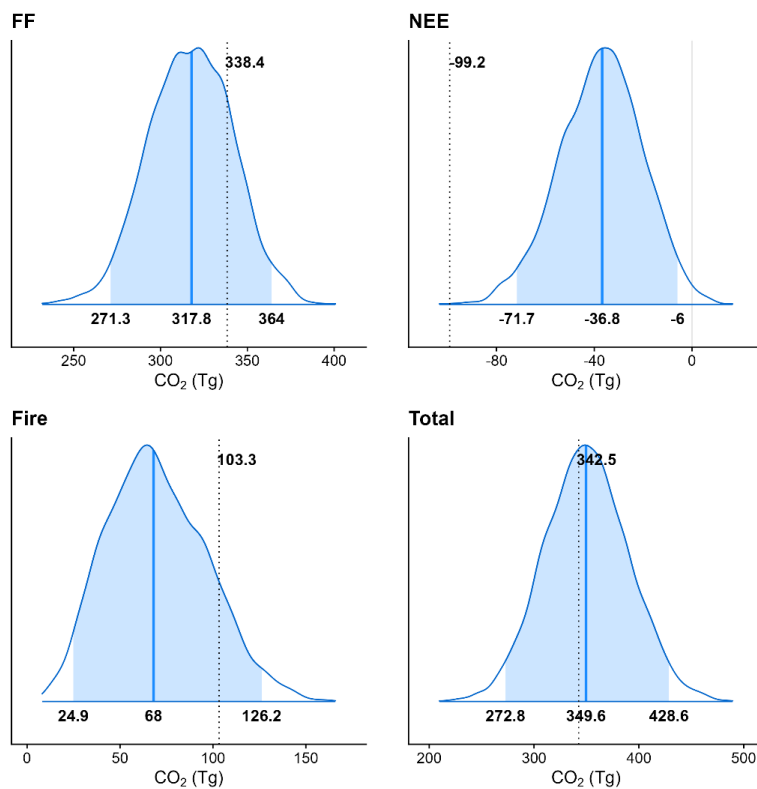 FF
338.4
271.3 317.8 364
250 300 350 400
CO₂ (Tg)
NEE
-99.2
-71.7 -36.8 -6
-80 -40 0
CO₂ (Tg)
Fire
103.3
24.9 68 126.2
0 50 100 150
CO₂ (Tg)
Total
342.5
272.8 349.6 428.6
200 300 400 500
CO₂ (Tg)